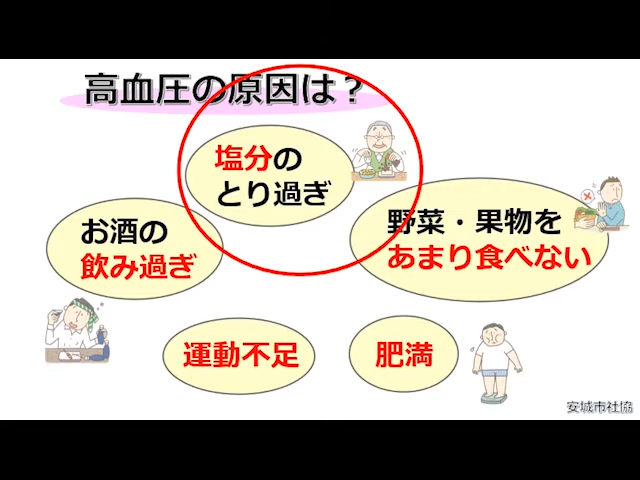 高血圧の原因は？
塩分の
とり過ぎ
お酒の
飲み過ぎ
野菜・果物を
あまり食べない
運動不足
肥満
安城市社協